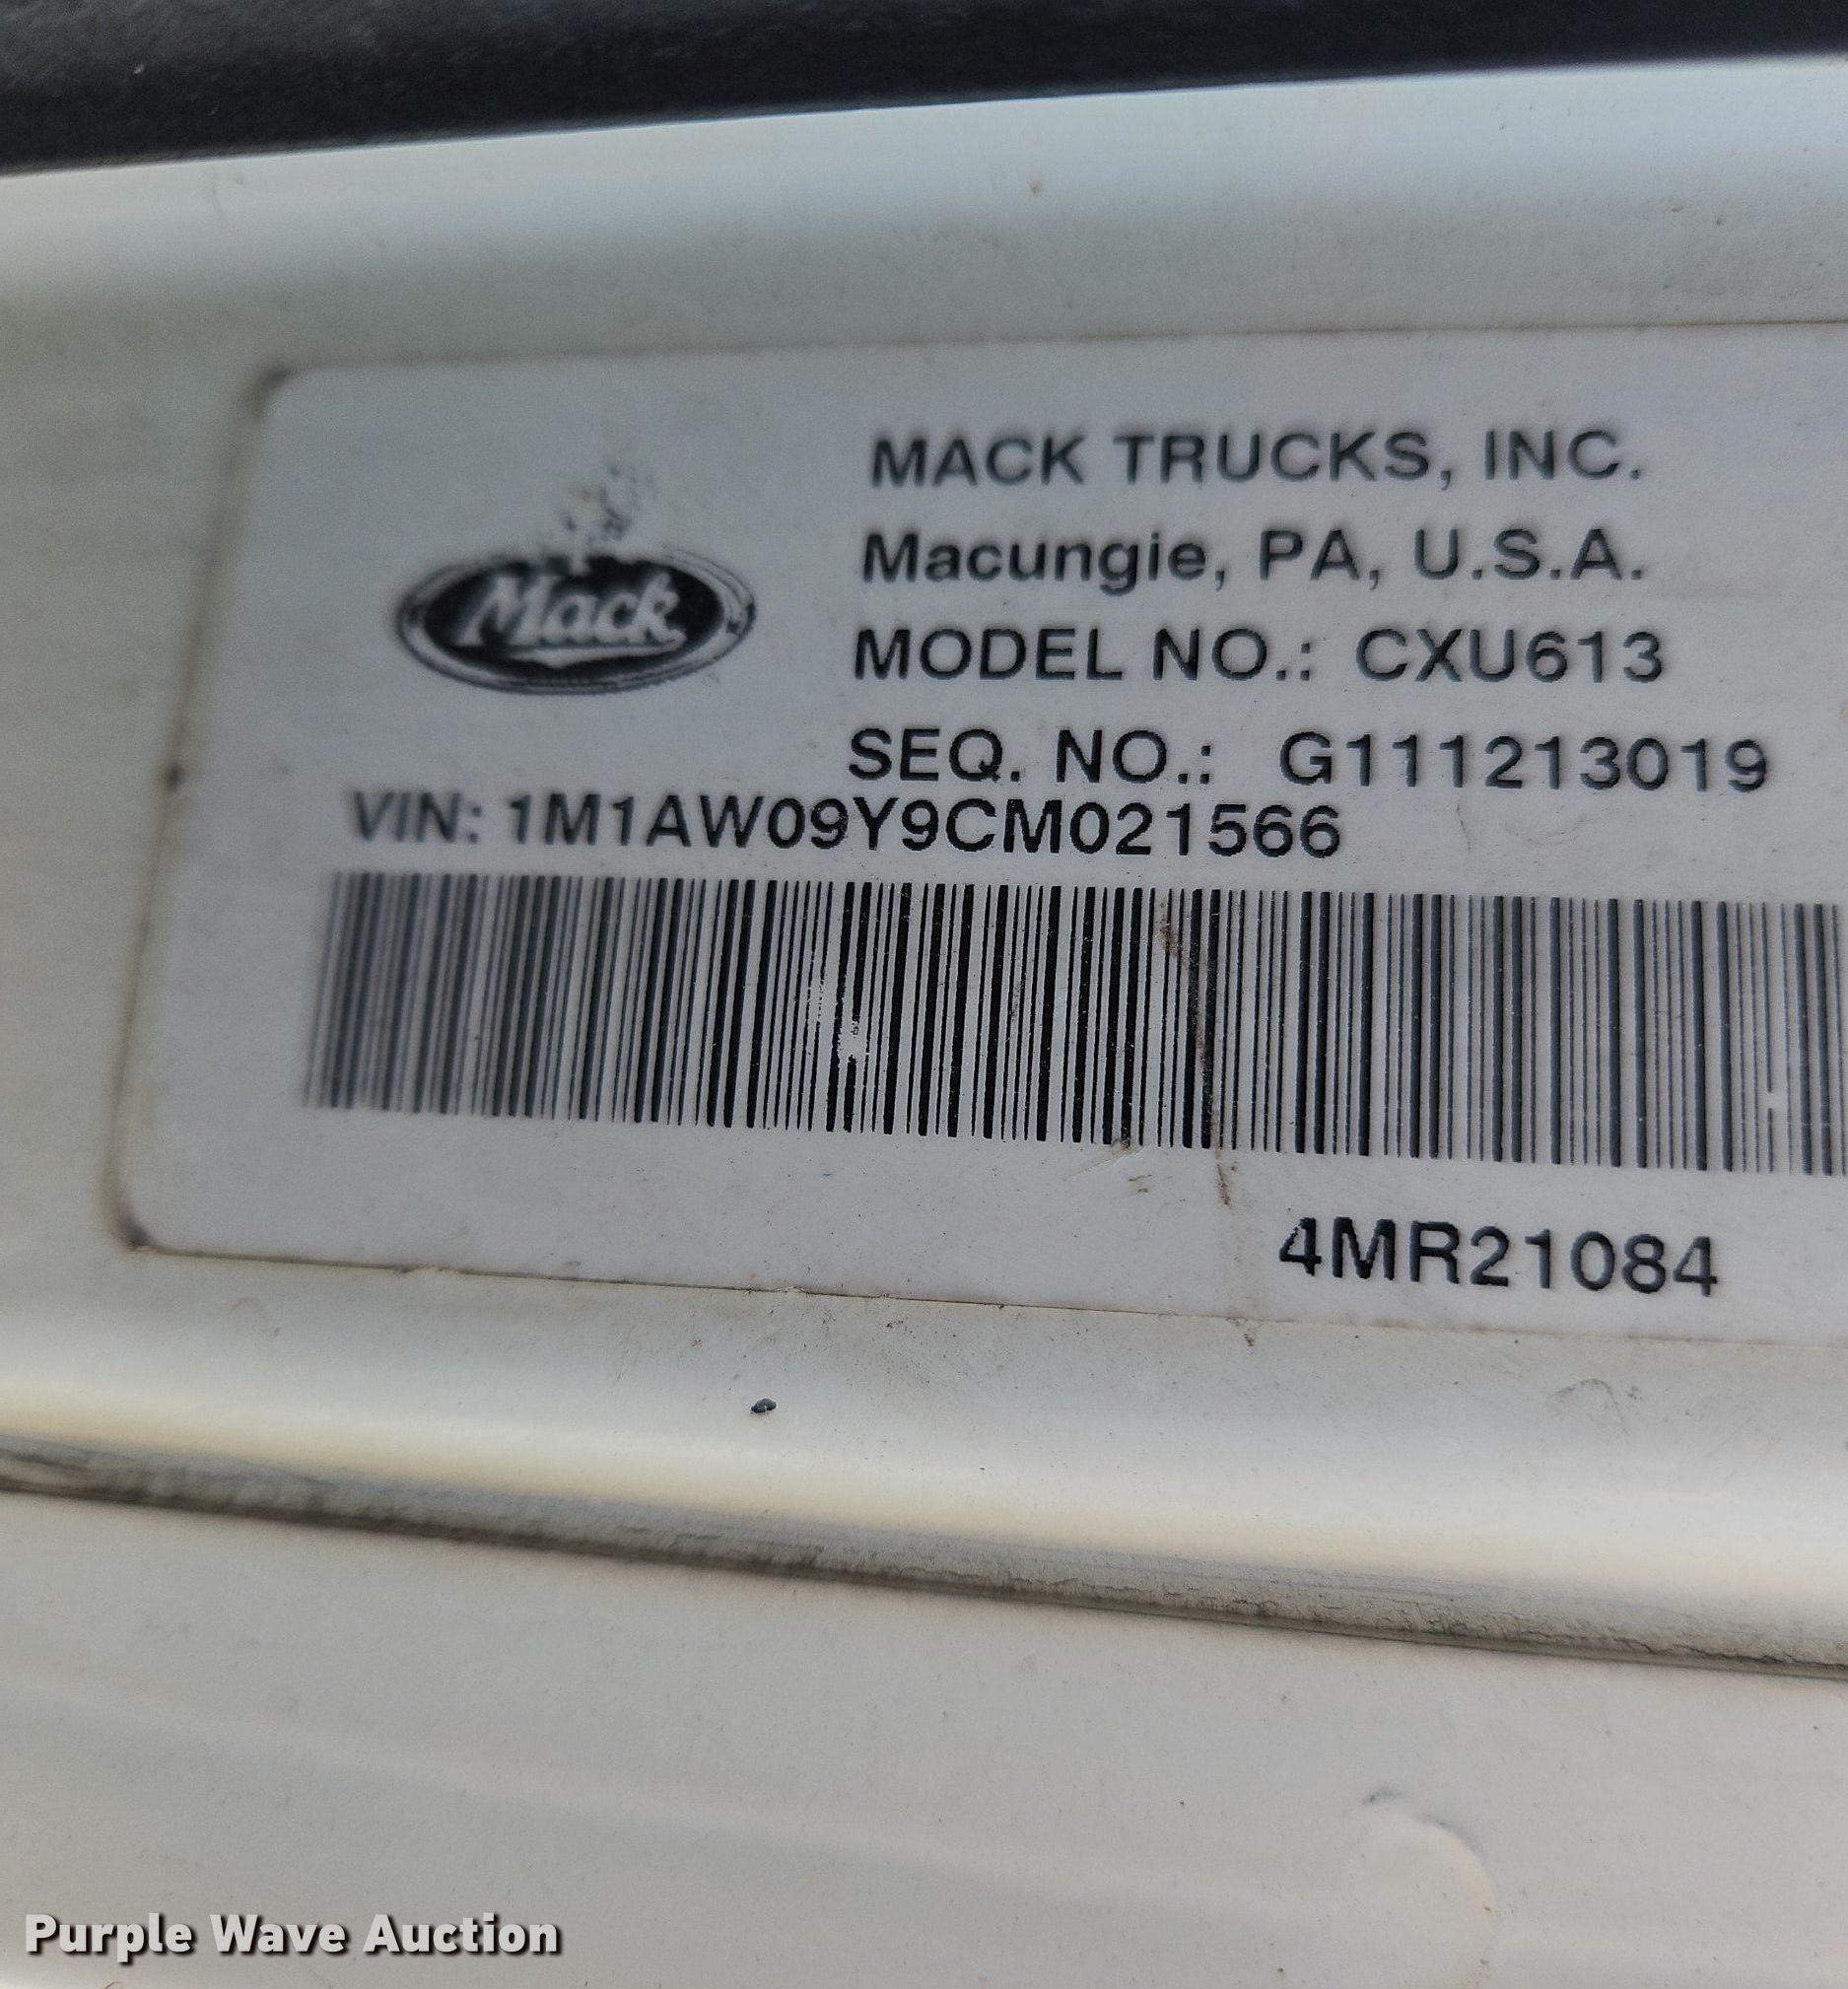 Mack
MACK TRUCKS, INC.
Macungie, PA, U.S.A.
MODEL NO.: CXU613
SEQ. NO.: G111213019
VIN: 1M1AW09Y9CM021566
4MR21084
Purple Wave Auction